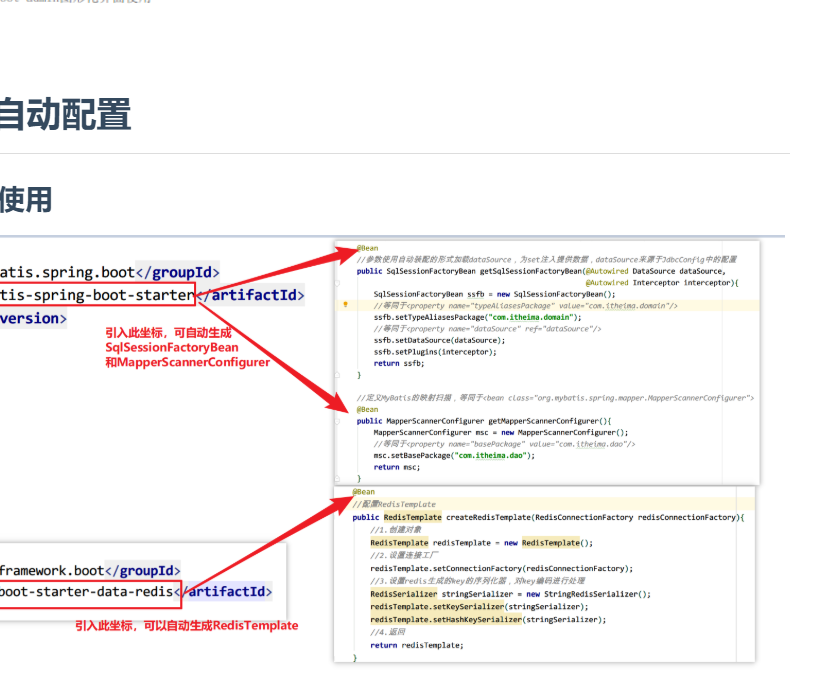 自动配置
使用
atis.spring.boot</groupId>
tis-spring-boot-starter</artifactId>
version>
引入此坐标，可自动生成
SqlSessionFactoryBean
和MapperScannerConfigurer
@Bean
//参数使用自动装配的形式加载dataSource，为set注入提供数据，dataSource来源于JdbcConfig中的配置
public SqlSessionFactoryBean getSqlSessionFactoryBean(@Autowired DataSource dataSource,
@Autowired Interceptor interceptor){
SqlSessionFactoryBean ssfb = new SqlSessionFactoryBean();
//等同于<property name="typeAliasesPackage" value="com.itheima.domain"/>
ssfb.setTypeAliasesPackage("com.itheima.domain");
//等同于<property name="dataSource" ref="dataSource"/>
ssfb.setDataSource(dataSource);
ssfb.setPlugins(interceptor);
return ssfb;
}
//定义MyBatis的映射扫描，等同于<bean class="org.mybatis.spring.mapper.MapperScannerConfigurer">
@Bean
public MapperScannerConfigurer getMapperScannerConfigurer(){
MapperScannerConfigurer msc = new MapperScannerConfigurer();
//等同于<property name="basePackage" value="com.itheima.dao"/>
msc.setBasePackage("com.itheima.dao");
return msc;
}
framework.boot</groupId>
boot-starter-data-redis</artifactId>
引入此坐标，可以自动生成RedisTemplate
@Bean
//配置RedisTemplate
public RedisTemplate createRedisTemplate(RedisConnectionFactory redisConnectionFactory){
//1.创建对象
RedisTemplate redisTemplate = new RedisTemplate();
//2.设置连接工厂
redisTemplate.setConnectionFactory(redisConnectionFactory);
//3.设置redis生成的key的序列化器，对key编码进行处理
RedisSerializer stringSerializer = new StringRedisSerializer();
redisTemplate.setKeySerializer(stringSerializer);
redisTemplate.setHashKeySerializer(stringSerializer);
//4.返回
return redisTemplate;
}